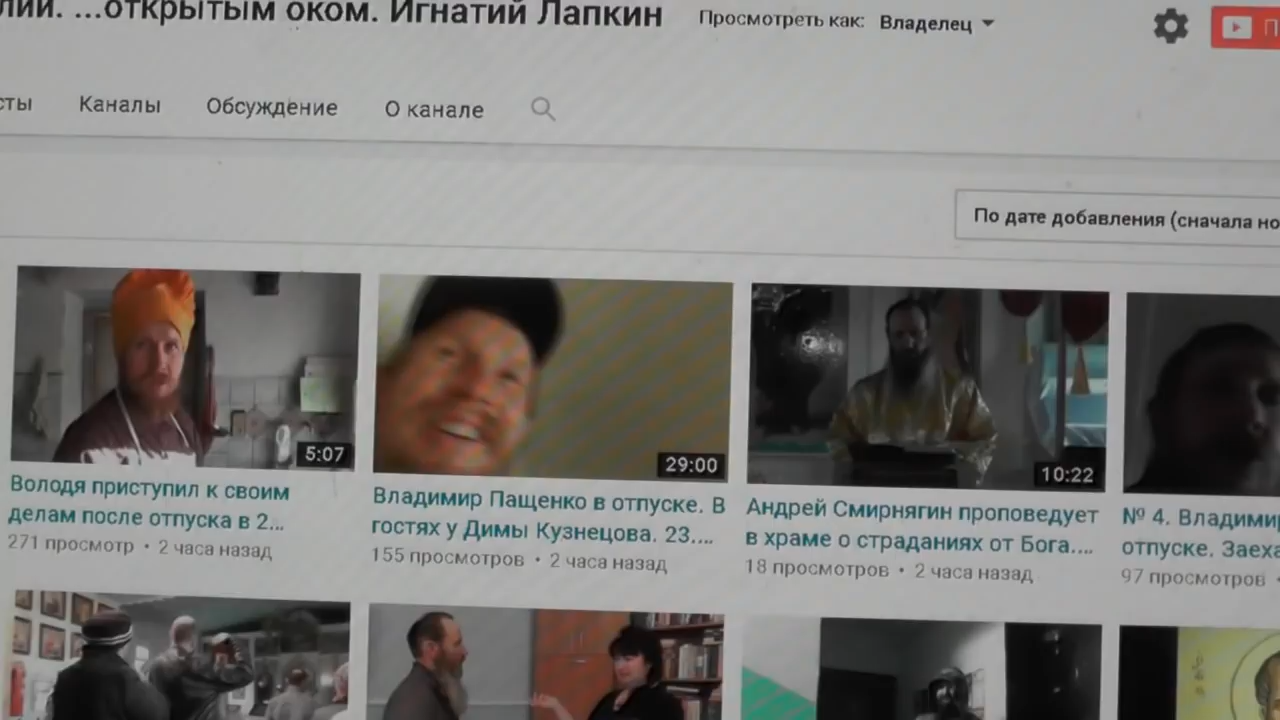 лии. ...открытым оком. Игнатий Лапкин
Просмотреть как: Владелец
Каналы Обсуждение О канале
По дате добавления (сначала но
5:07
29:00
10:22
Володя приступил к своим
делам после отпуска в 2...
271 просмотр • 2 часа назад
Владимир Пащенко в отпуске. В
гостях у Димы Кузнецова. 23....
155 просмотров • 2 часа назад
Андрей Смирнягин проповедует
в храме о страданиях от Бога....
18 просмотров • 2 часа назад
№ 4. Владимир
отпуске. Заеха
97 просмотров •